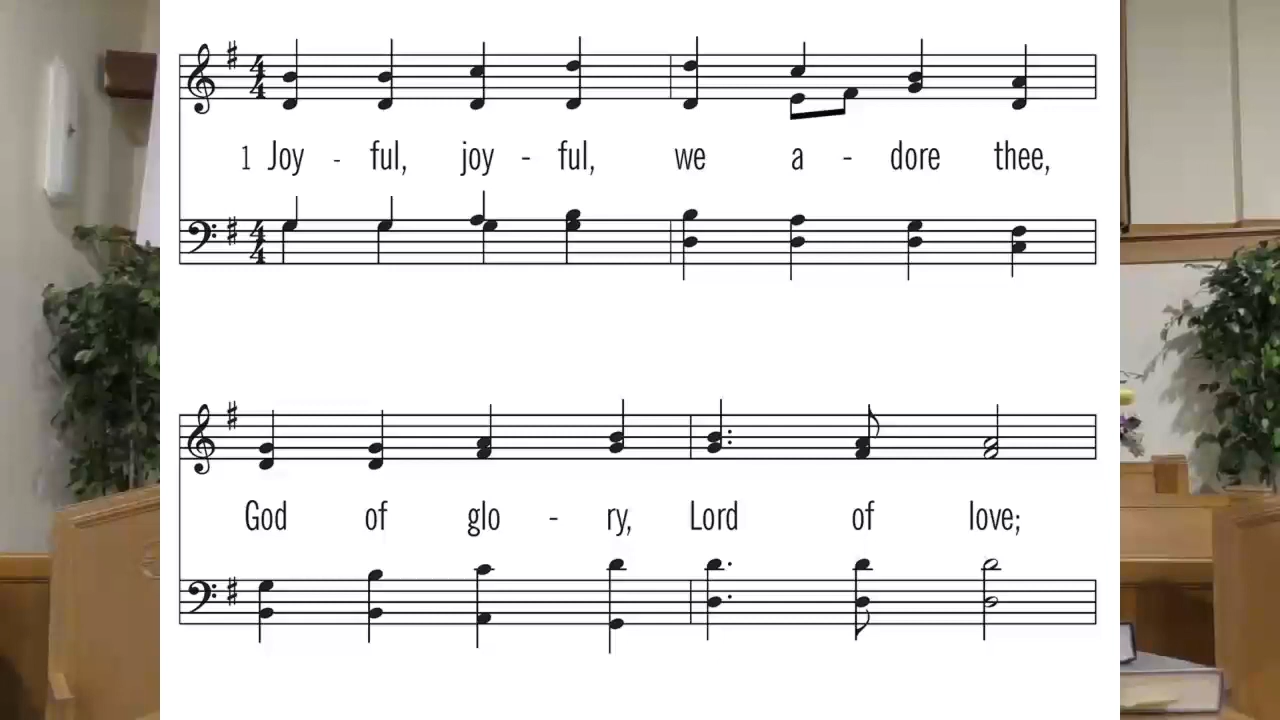 1 Joy - ful, joy - ful, we a - dore thee,
God of glo - ry, Lord of love;